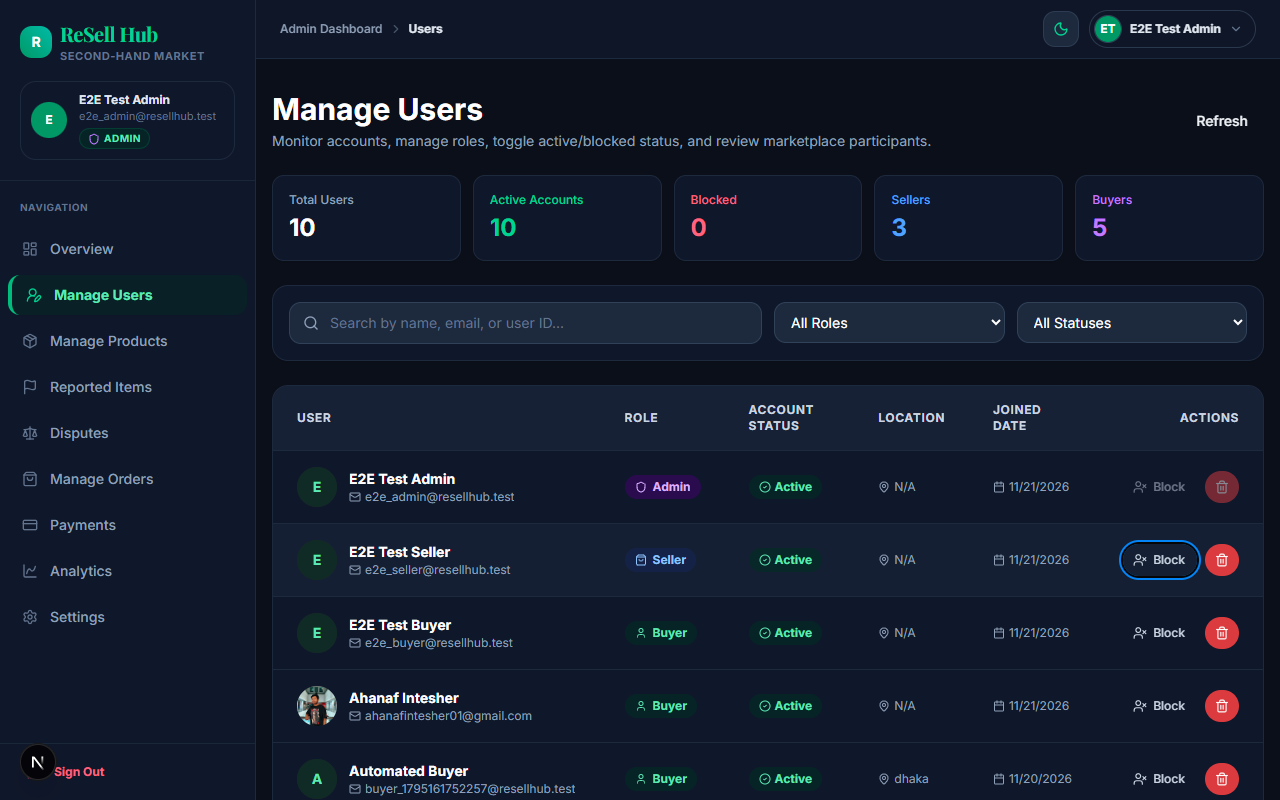 R
ReSell Hub
SECOND-HAND MARKET
E
E2E Test Admin
e2e_admin@resellhub.test
ADMIN
NAVIGATION
Overview
Manage Users
Manage Products
Reported Items
Disputes
Manage Orders
Payments
Analytics
Settings
N
Sign Out
Admin Dashboard
Users
ET
E2E Test Admin
Manage Users
Monitor accounts, manage roles, toggle active/blocked status, and review marketplace participants.
Refresh
Total Users
10
Active Accounts
10
Blocked
0
Sellers
3
Buyers
5
Search by name, email, or user ID...
All Roles
All Statuses
USER ROLE ACCOUNT STATUS LOCATION JOINED DATE ACTIONS
E
E2E Test Admin
e2e_admin@resellhub.test
Admin
Active
N/A
11/21/2026
Block
E
E2E Test Seller
e2e_seller@resellhub.test
Seller
Active
N/A
11/21/2026
Block
E
E2E Test Buyer
e2e_buyer@resellhub.test
Buyer
Active
N/A
11/21/2026
Block
Ahanaf Intesher
ahanafintesher01@gmail.com
Buyer
Active
N/A
11/21/2026
Block
A
Automated Buyer
buyer_1795161752257@resellhub.test
Buyer
Active
dhaka
11/20/2026
Block